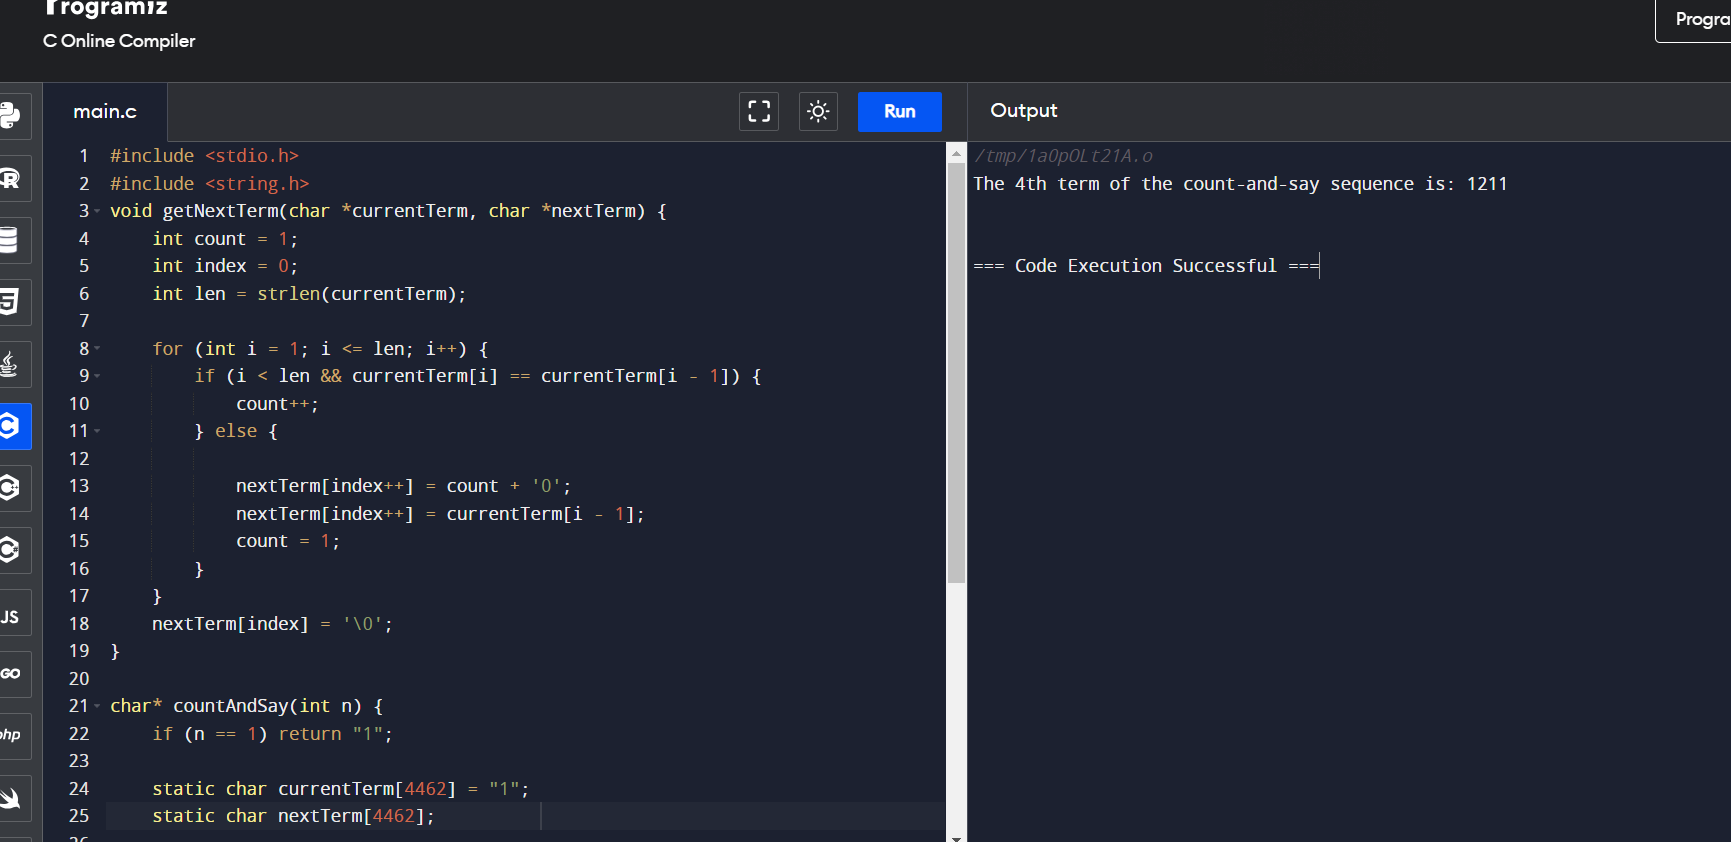 Programiz
C Online Compiler
main.c
Run
Output
1 #include <stdio.h>
2 #include <string.h>
3 void getNextTerm(char *currentTerm, char *nextTerm) {
4     int count = 1;
5     int index = 0;
6     int len = strlen(currentTerm);
7
8     for (int i = 1; i <= len; i++) {
9         if (i < len && currentTerm[i] == currentTerm[i - 1]) {
10             count++;
11         } else {
12
13             nextTerm[index++] = count + '0';
14             nextTerm[index++] = currentTerm[i - 1];
15             count = 1;
16         }
17     }
18     nextTerm[index] = '\0';
19 }
20
21 char* countAndSay(int n) {
22     if (n == 1) return "1";
23
24     static char currentTerm[4462] = "1";
25     static char nextTerm[4462];
/tmp/1a0pOLt21A.o
The 4th term of the count-and-say sequence is: 1211
=== Code Execution Successful ===
JS
GO
php